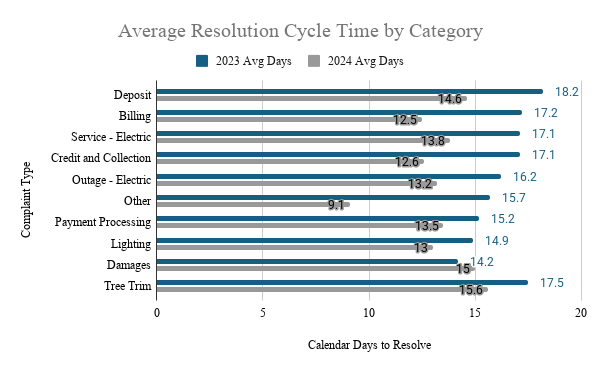 Average Resolution Cycle Time by Category
2023 Avg Days 2024 Avg Days
Complaint Type
Deposit 18.2 14.6
Billing 17.2 12.5
Service - Electric 17.1 13.8
Credit and Collection 17.1 12.6
Outage - Electric 16.2 13.2
Other 15.7 9.1
Payment Processing 15.2 13.5
Lighting 14.9 13
Damages 14.2 15
Tree Trim 17.5 15.6
0 5 10 15 20
Calendar Days to Resolve